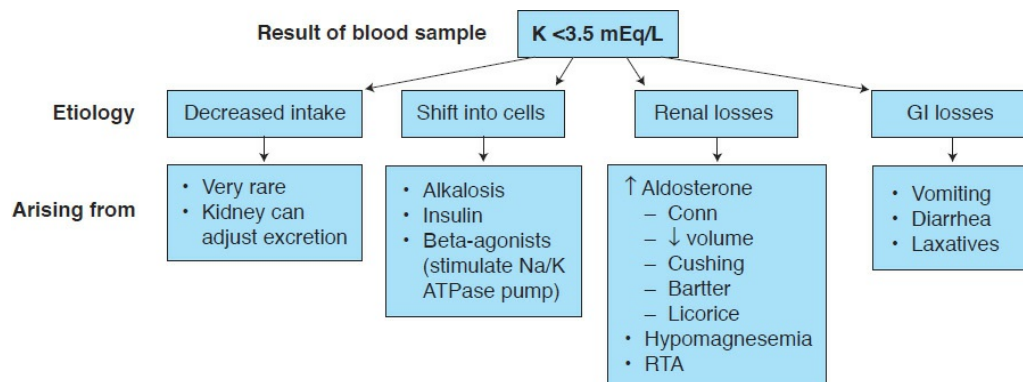 Result of blood sample
K <3.5 mEq/L
Etiology
Decreased intake
Shift into cells
Renal losses
GI losses
Arising from
• Very rare
• Kidney can
adjust excretion
• Alkalosis
• Insulin
• Beta-agonists
(stimulate Na/K
ATPase pump)
↑ Aldosterone
– Conn
– ↓ volume
– Cushing
– Bartter
– Licorice
• Hypomagnesemia
• RTA
• Vomiting
• Diarrhea
• Laxatives